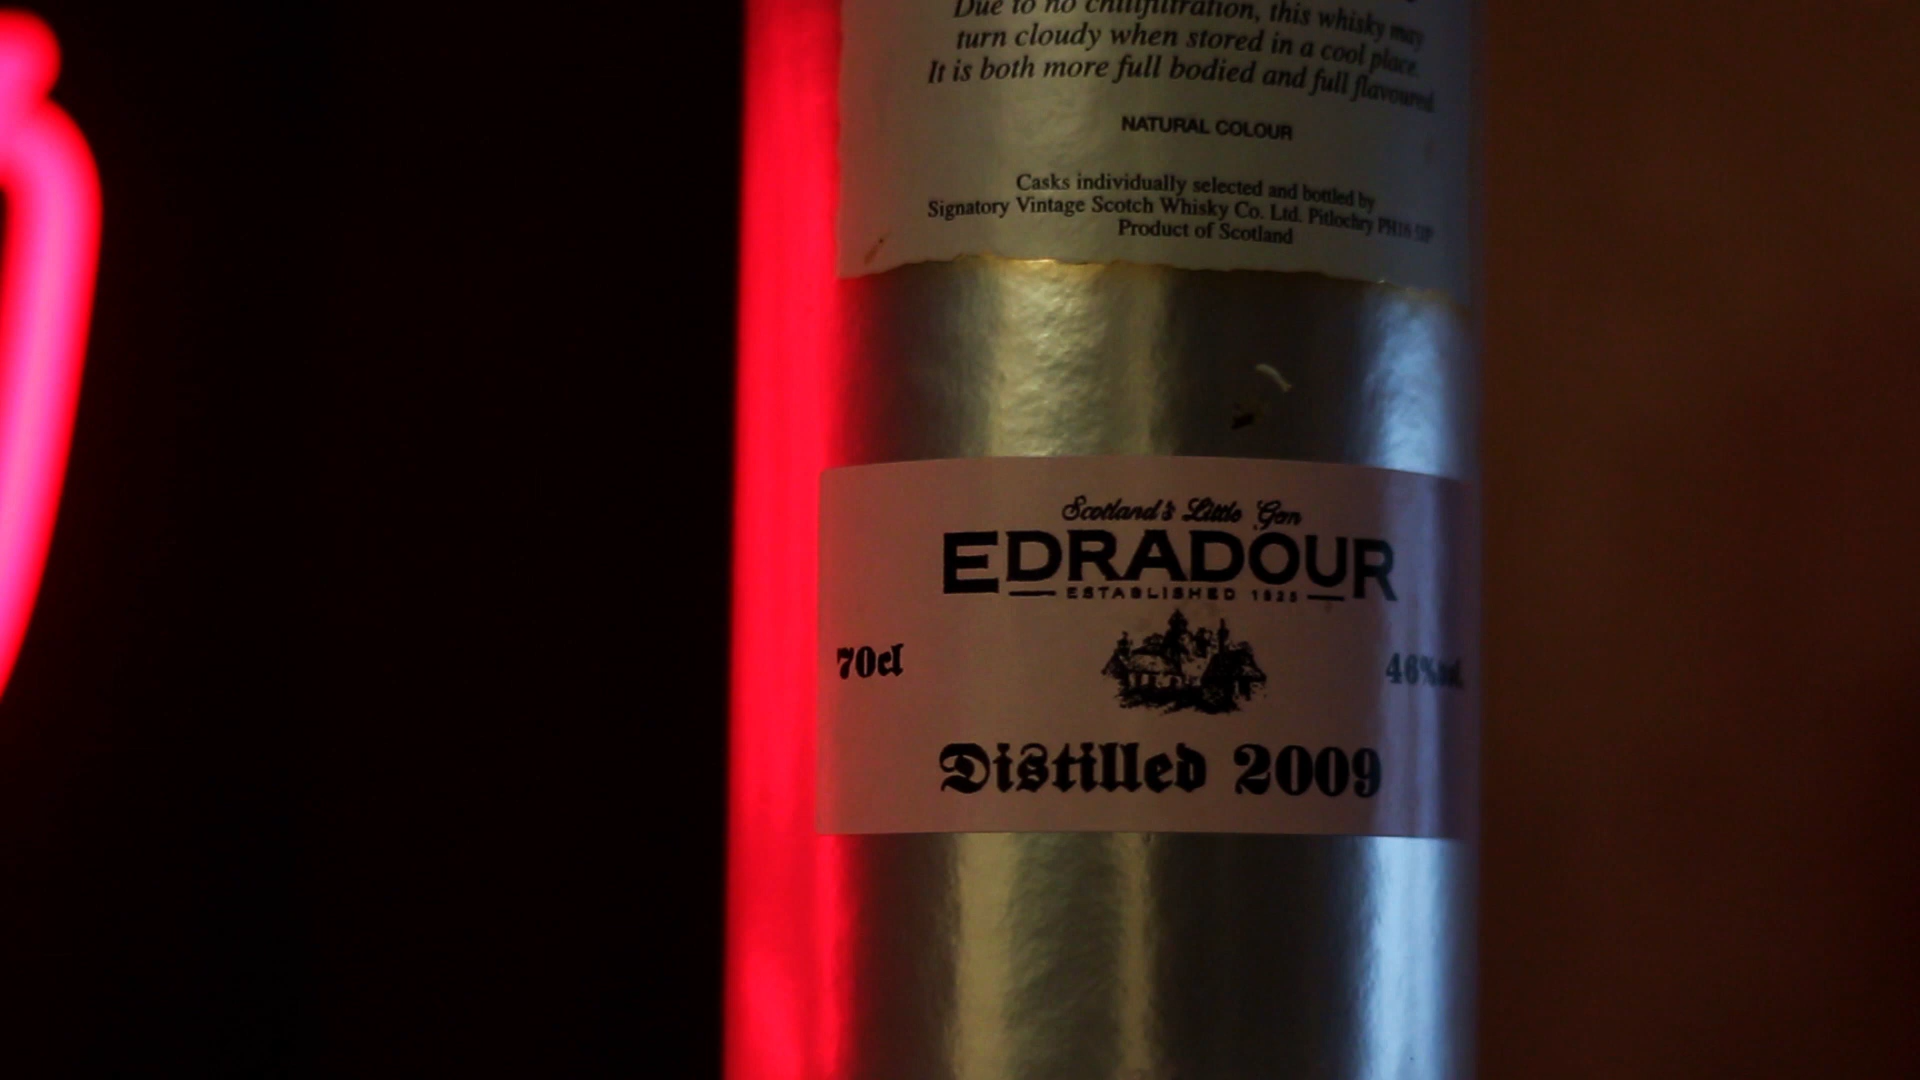 Due to no chillfiltration, this whisky may
turn cloudy when stored in a cool place.
It is both more full bodied and full flavoured.
NATURAL COLOUR
Casks individually selected and bottled by
Signatory Vintage Scotch Whisky Co. Ltd. Pitlochry PH16
Product of Scotland
Scotland's Little Gem
EDRADOUR
ESTABLISHED 1825
70cl
46%vol.
Distilled 2009